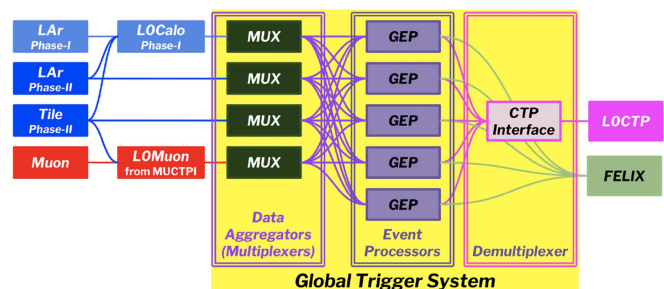 LAr
Phase-I
L0Calo
Phase-I
MUX
GEP
LAr
Phase-II
MUX
GEP
Tile
Phase-II
MUX
GEP
CTP
Interface
L0CTP
Muon
L0Muon
from MUCTPI
MUX
GEP
FELIX
GEP
Data
Aggregators
(Multiplexers)
Event
Processors
Demultiplexer
Global Trigger System